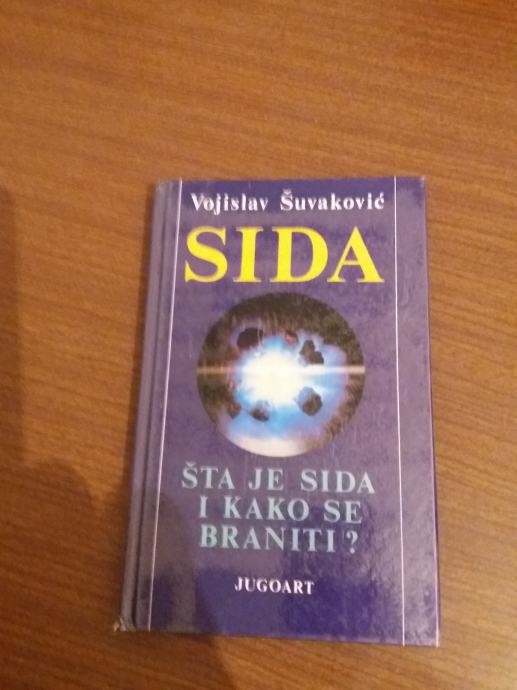 Vojislav Šuvaković
SIDA
ŠTA JE SIDA
I KAKO SE
BRANITI?
JUGOART